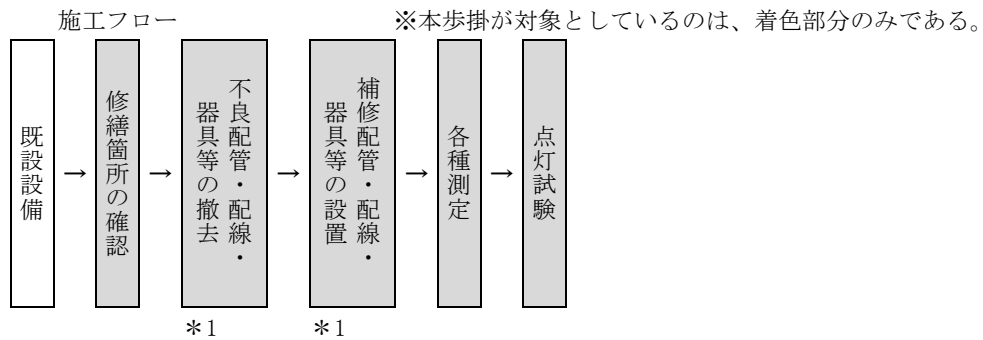 施工フロー
※本歩掛が対象としているのは、着色部分のみである。
既設設備
→
修繕箇所の確認
→
不良配管・配線・
器具等の撤去
→
補修配管・配線・
器具等の設置
→
各種測定
→
点灯試験
＊1
＊1